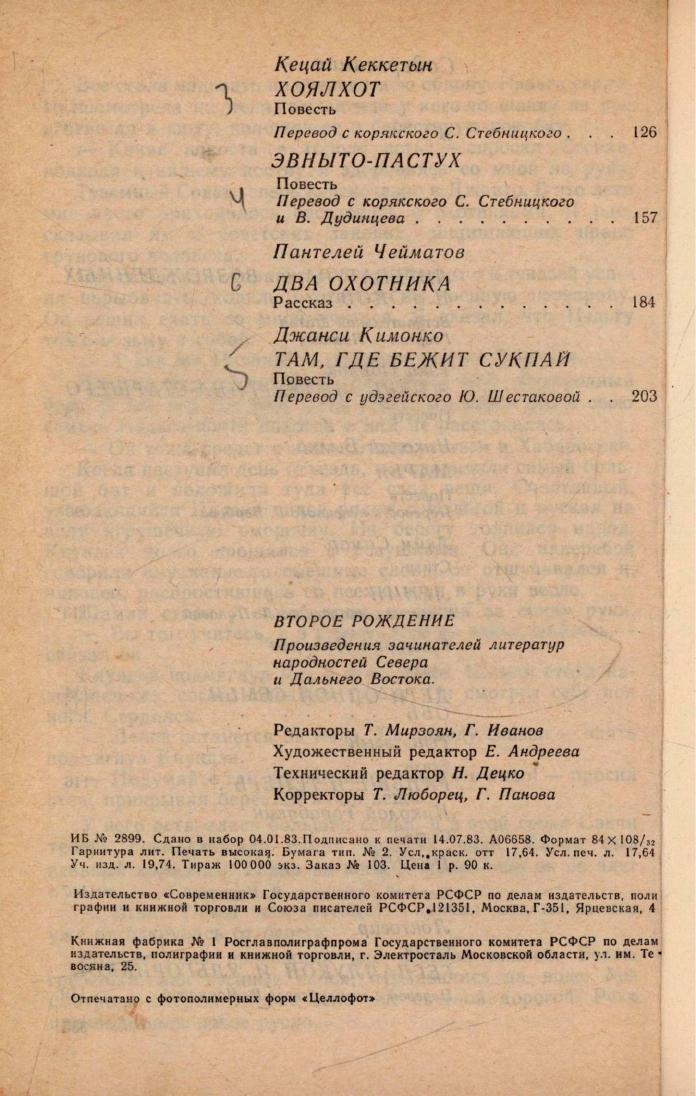 Кецай Кеккетын
3 ХОЯЛХОТ
Повесть
Перевод с корякского С. Стебницкого . . . 126
ЭВНЫТО-ПАСТУХ
4 Повесть
Перевод с корякского С. Стебницкого
и В. Дудинцева . . . . . . . . . . 157
Пантелей Чейматов
6 ДВА ОХОТНИКА
Рассказ . . . . . . . . . . . . . . 184
Джанси Кимонко
5 ТАМ, ГДЕ БЕЖИТ СУКПАЙ
Повесть
Перевод с удэгейского Ю. Шестаковой . . 203
ВТОРОЕ РОЖДЕНИЕ
Произведения зачинателей литератур
народностей Севера
и Дальнего Востока.
Редакторы Т. Мирзоян, Г. Иванов
Художественный редактор Е. Андреева
Технический редактор Н. Децко
Корректоры Т. Люборец, Г. Панова
ИБ № 2899. Сдано в набор 04.01.83. Подписано к печати 14.07.83. А06658. Формат 84×108/32
Гарнитура лит. Печать высокая. Бумага тип. № 2. Усл. краск. отт 17,64. Усл. печ. л. 17,64
Уч. изд. л. 19,74. Тираж 100 000 экз. Заказ № 103. Цена 1 р. 90 к.
Издательство «Современник» Государственного комитета РСФСР по делам издательств, поли
графии и книжной торговли и Союза писателей РСФСР, 121351, Москва, Г-351, Ярцевская, 4
Книжная фабрика № 1 Росглавполиграфпрома Государственного комитета РСФСР по делам
издательств, полиграфии и книжной торговли, г. Электросталь Московской области, ул. им. Те
восяна, 25.
Отпечатано с фотополимерных форм «Целлофот»